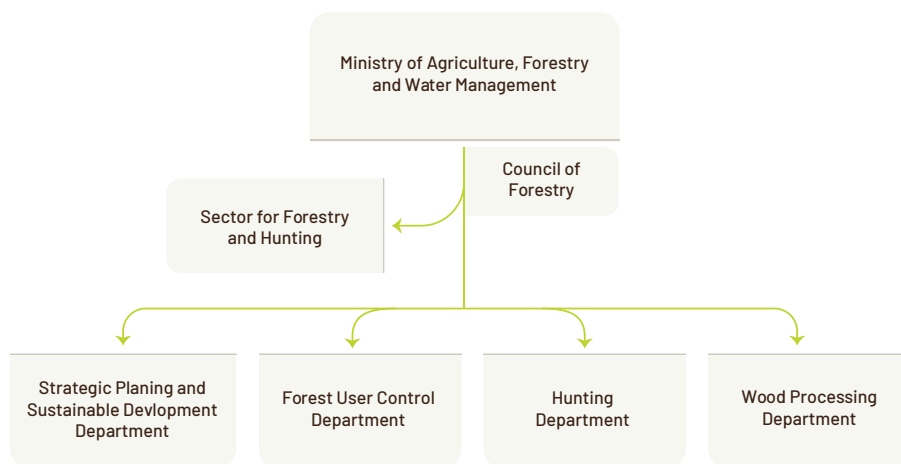 Ministry of Agriculture, Forestry
and Water Management
Council of
Forestry
Sector for Forestry
and Hunting
Strategic Planing and
Sustainable Devlopment
Department
Forest User Control
Department
Hunting
Department
Wood Processing
Department